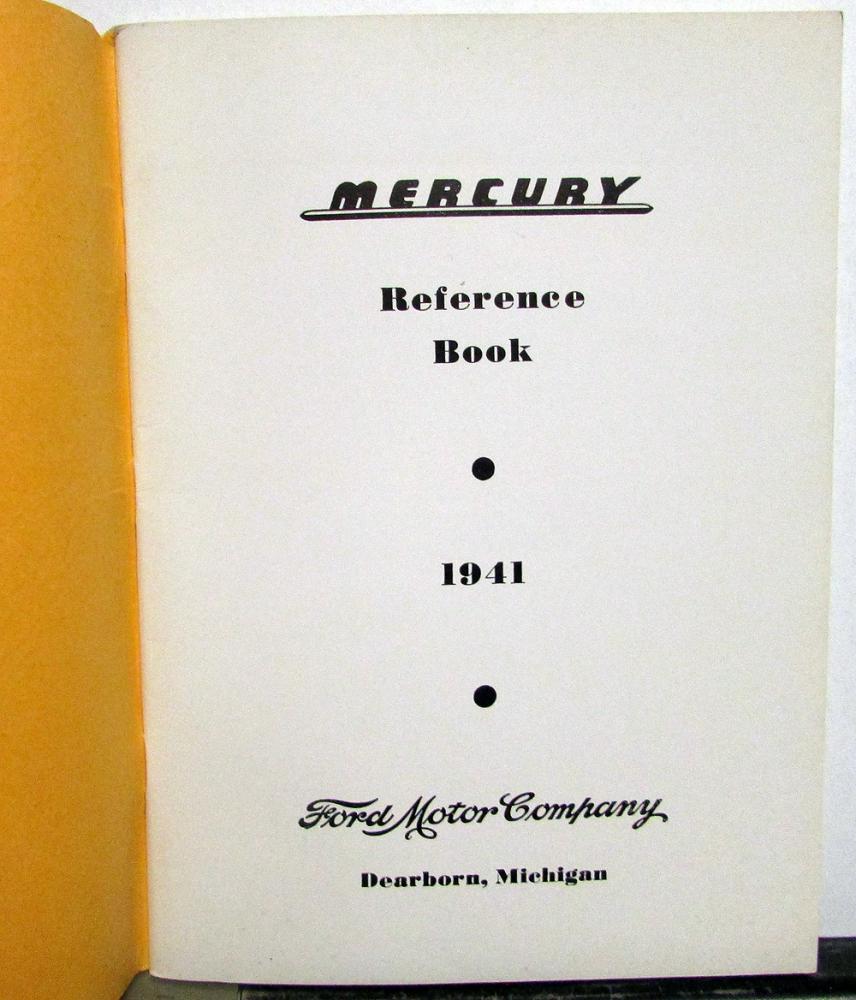 MERCURY
Reference
Book
1941
Ford Motor Company
Dearborn, Michigan